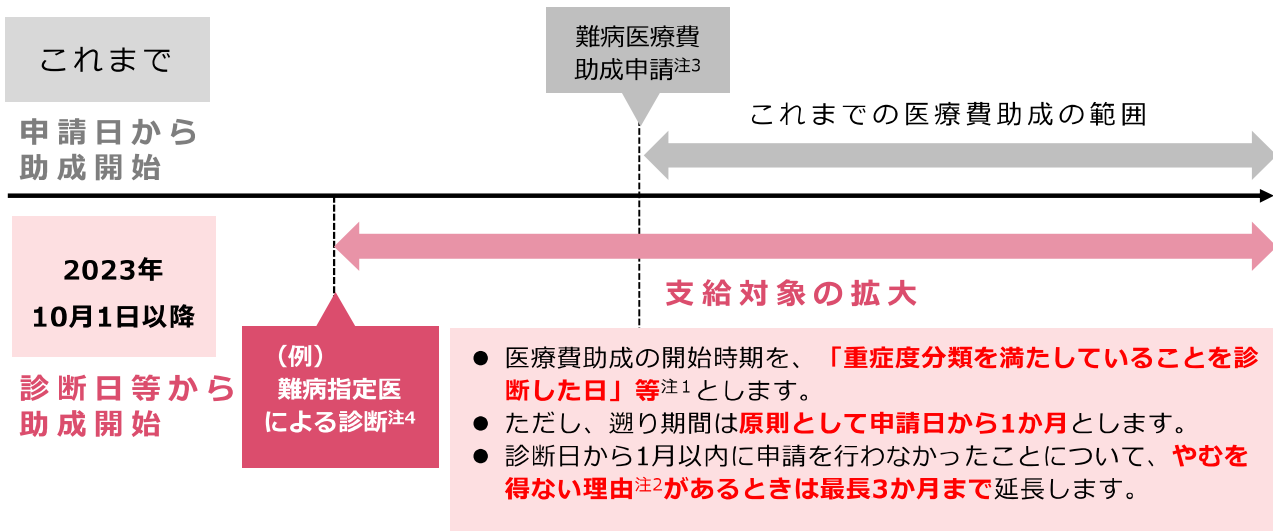 これまで
申請日から
助成開始
難病医療費
助成申請注3
これまでの医療費助成の範囲
2023年
10月1日以降
診断日等から
助成開始
支給対象の拡大
（例）
難病指定医
による診断注4
● 医療費助成の開始時期を、「重症度分類を満たしていることを診
断した日」等注１とします。
● ただし、遡り期間は原則として申請日から1か月とします。
● 診断日から1月以内に申請を行わなかったことについて、やむを
得ない理由注2があるときは最長3か月まで延長します。